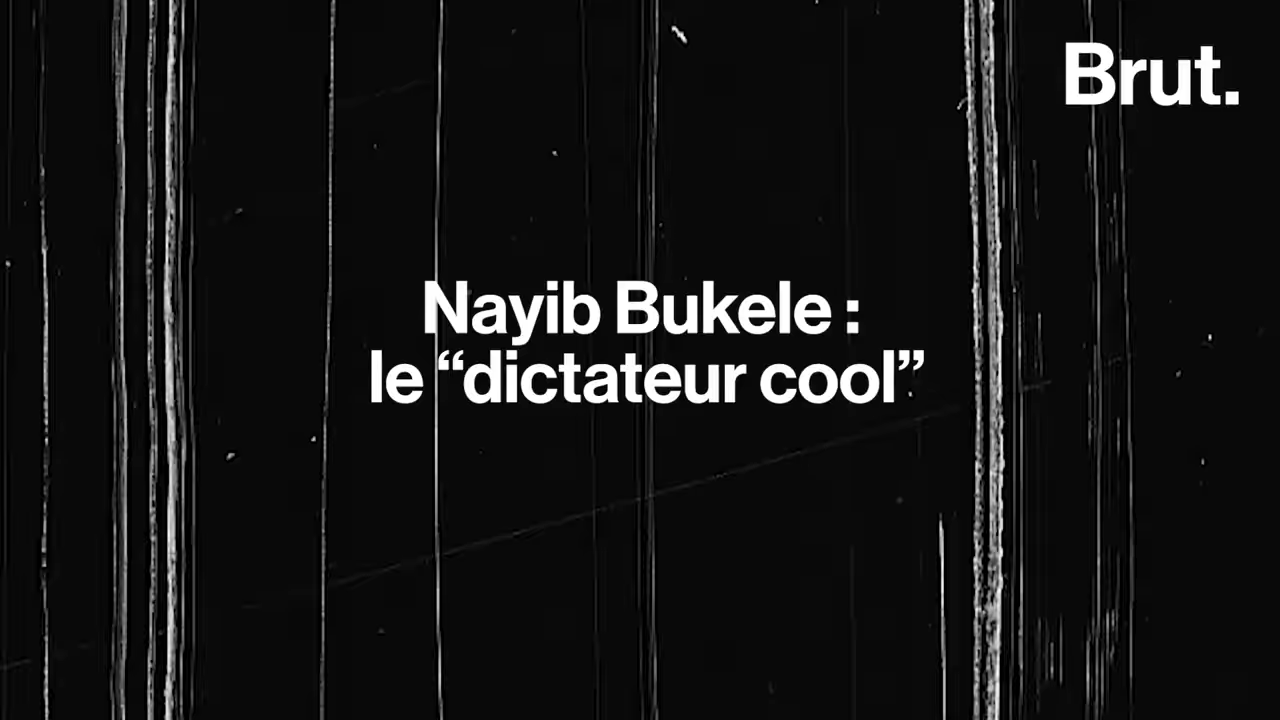 Brut.
Nayib Bukele :
le “dictateur cool”